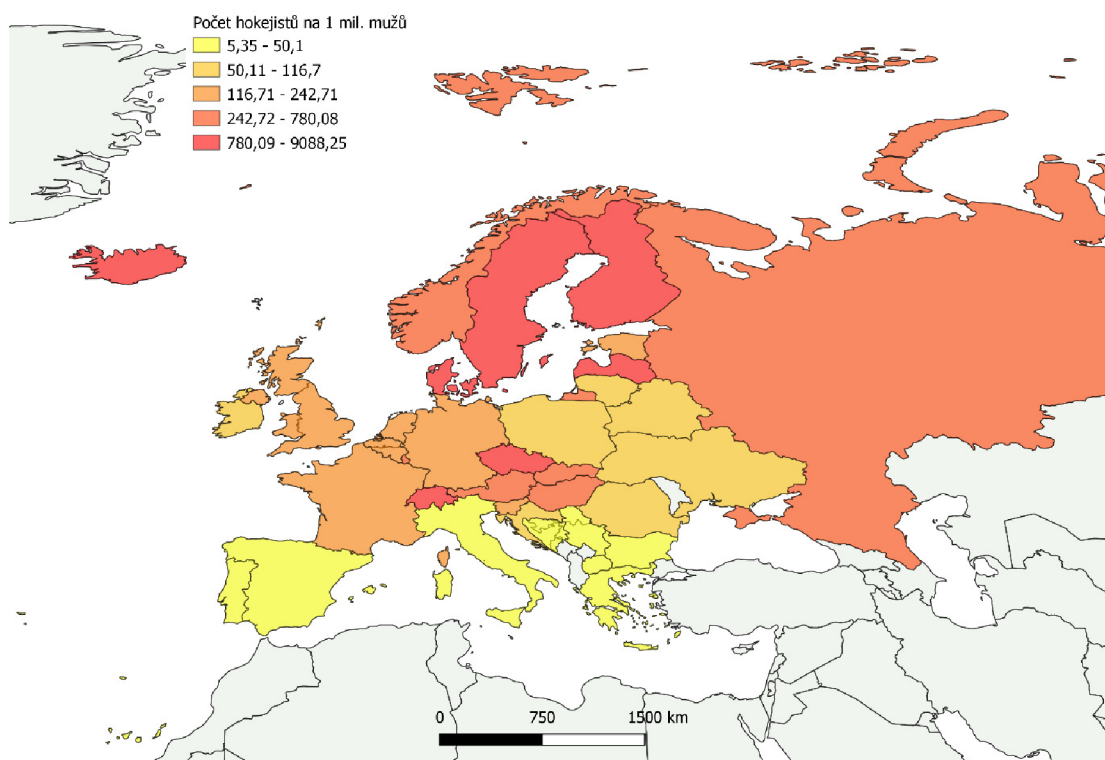 Počet hokejistů na 1 mil. mužů
5,35 - 50,1
50,11 - 116,7
116,71 - 242,71
242,72 - 780,08
780,09 - 9088,25
0 750 1500 km